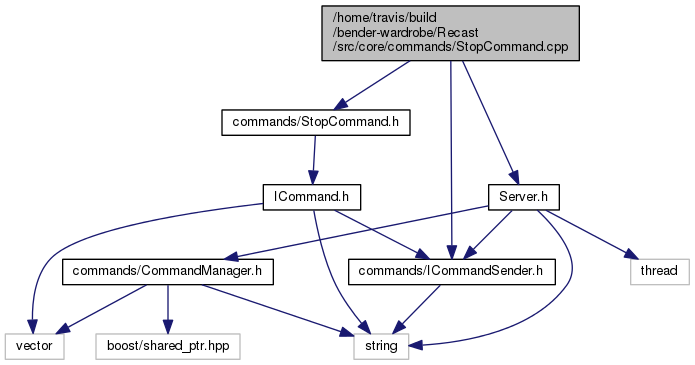 /home/travis/build
/bender-wardrobe/Recast
/src/core/commands/StopCommand.cpp
commands/StopCommand.h
ICommand.h
Server.h
commands/CommandManager.h
commands/ICommandSender.h
thread
vector
boost/shared_ptr.hpp
string